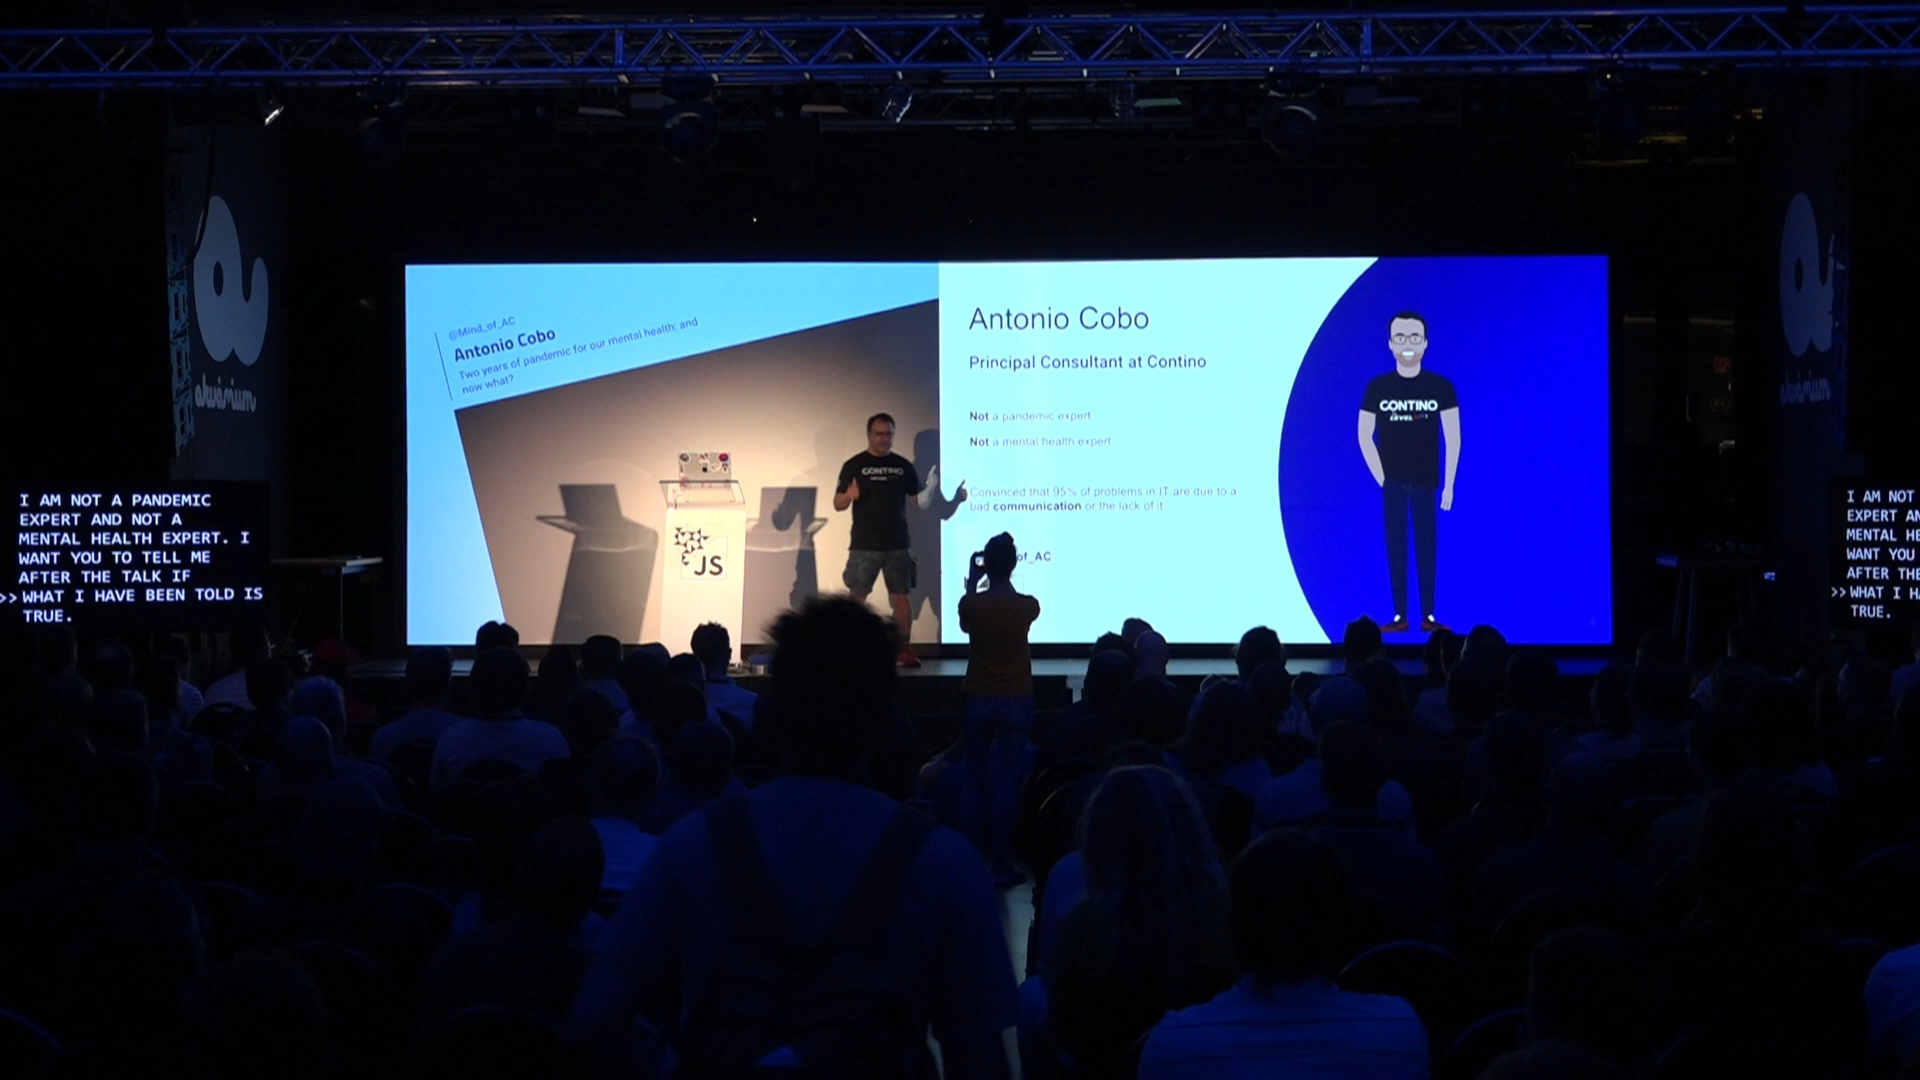 @Mind_of_AC
Antonio Cobo
Two years of pandemic for our mental health: and
now what?
CONTINO
JS
Antonio Cobo
Principal Consultant at Contino
Not a pandemic expert
Not a mental health expert
Convinced that 95% of problems in IT are due to a
bad communication or the lack of it
of_AC
CONTINO
LEVEL
akvárium
akvárium
I AM NOT A PANDEMIC
EXPERT AND NOT A
MENTAL HEALTH EXPERT. I
WANT YOU TO TELL ME
AFTER THE TALK IF
>> WHAT I HAVE BEEN TOLD IS
TRUE.
I AM NOT
EXPERT AN
MENTAL HE
WANT YOU
AFTER THE
>> WHAT I HA
TRUE.